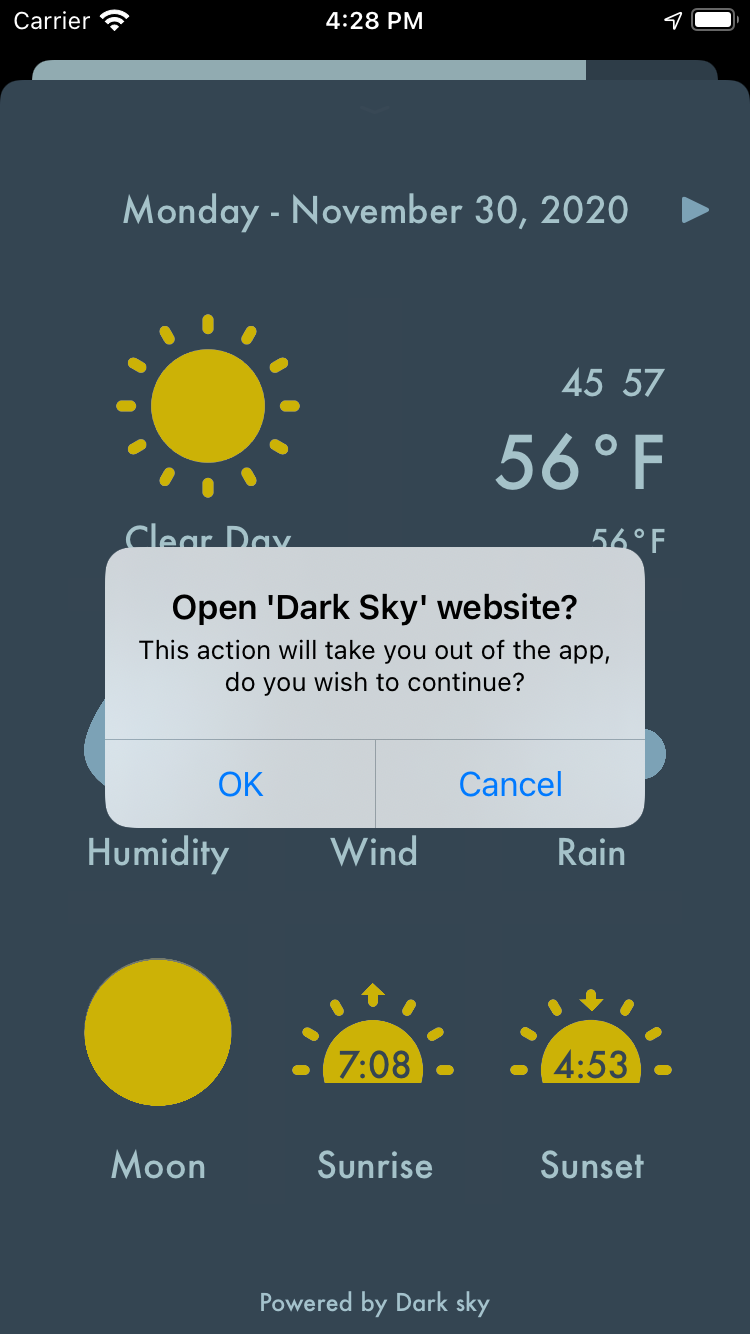 Carrier 4:28 PM
Monday - November 30, 2020
45 57
56°F
Clear Day 56°F
Open 'Dark Sky' website?
This action will take you out of the app,
do you wish to continue?
OK Cancel
Humidity Wind Rain
7:08 4:53
Moon Sunrise Sunset
Powered by Dark sky